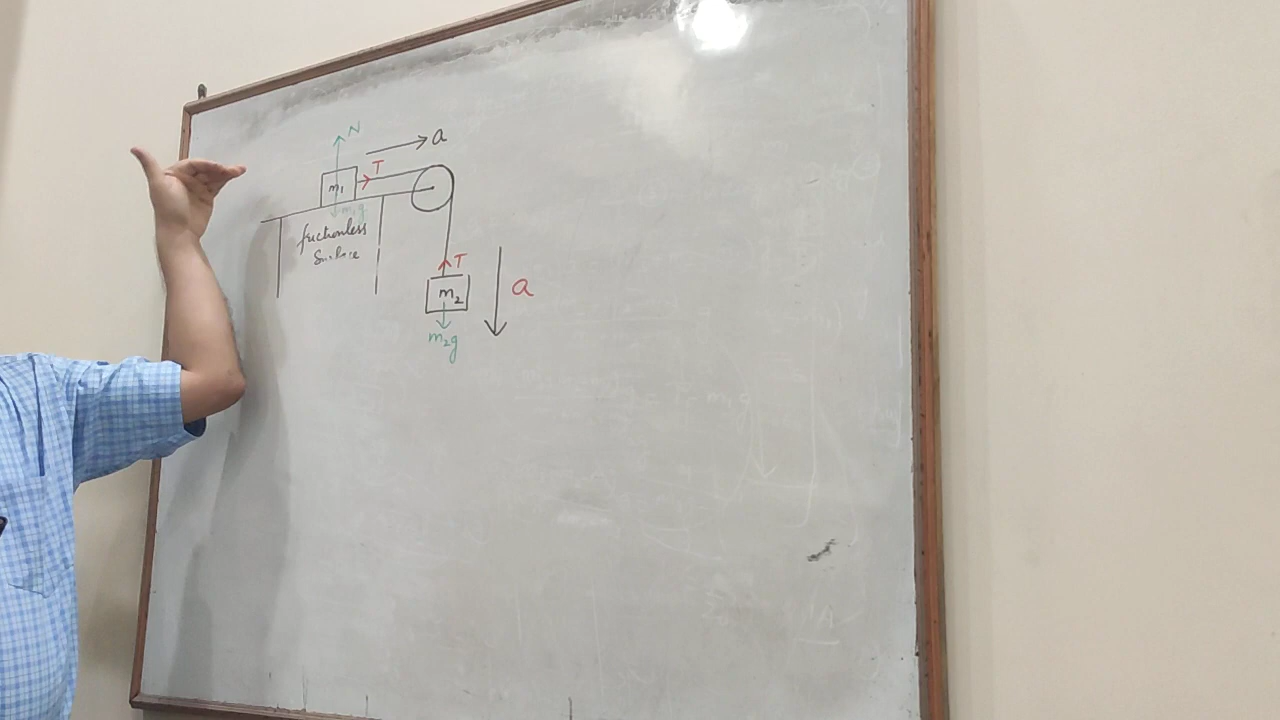 N
a
T
m₁
m₁g
frictionless
Surface
T
m₂
a
m₂g